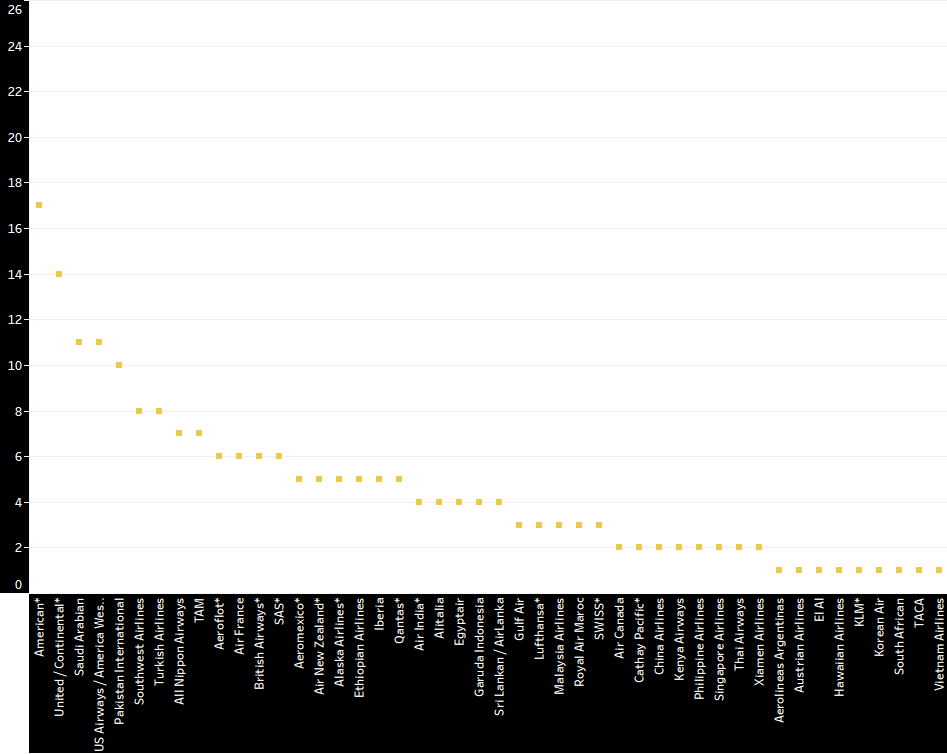 26
24
22
20
18
16
14
12
10
8
6
4
2
0
American*
United / Continental*
Saudi Arabian
US Airways / America Wes..
Pakistan International
Southwest Airlines
Turkish Airlines
All Nippon Airways
TAM
Aeroflot*
Air France
British Airways*
SAS*
Aeromexico*
Air New Zealand*
Alaska Airlines*
Ethiopian Airlines
Iberia
Qantas*
Air India*
Alitalia
Egyptair
Garuda Indonesia
Sri Lankan / AirLanka
Gulf Air
Lufthansa*
Malaysia Airlines
Royal Air Maroc
SWISS*
Air Canada
Cathay Pacific*
China Airlines
Kenya Airways
Philippine Airlines
Singapore Airlines
Thai Airways
Xiamen Airlines
Aerolineas Argentinas
Austrian Airlines
El Al
Hawaiian Airlines
KLM*
Korean Air
South African
TACA
Vietnam Airlines